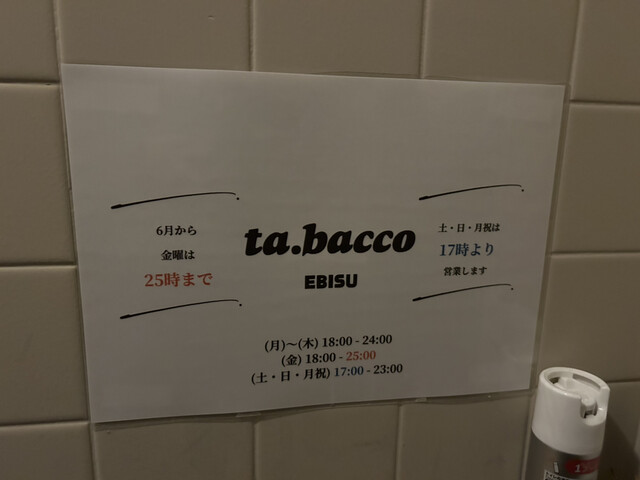 6月から
金曜は
25時まで
ta.bacco
EBISU
土・日・月祝は
17時より
営業します
(月)~(木) 18:00 - 24:00
(金) 18:00 - 25:00
(土・日・月祝) 17:00 - 23:00